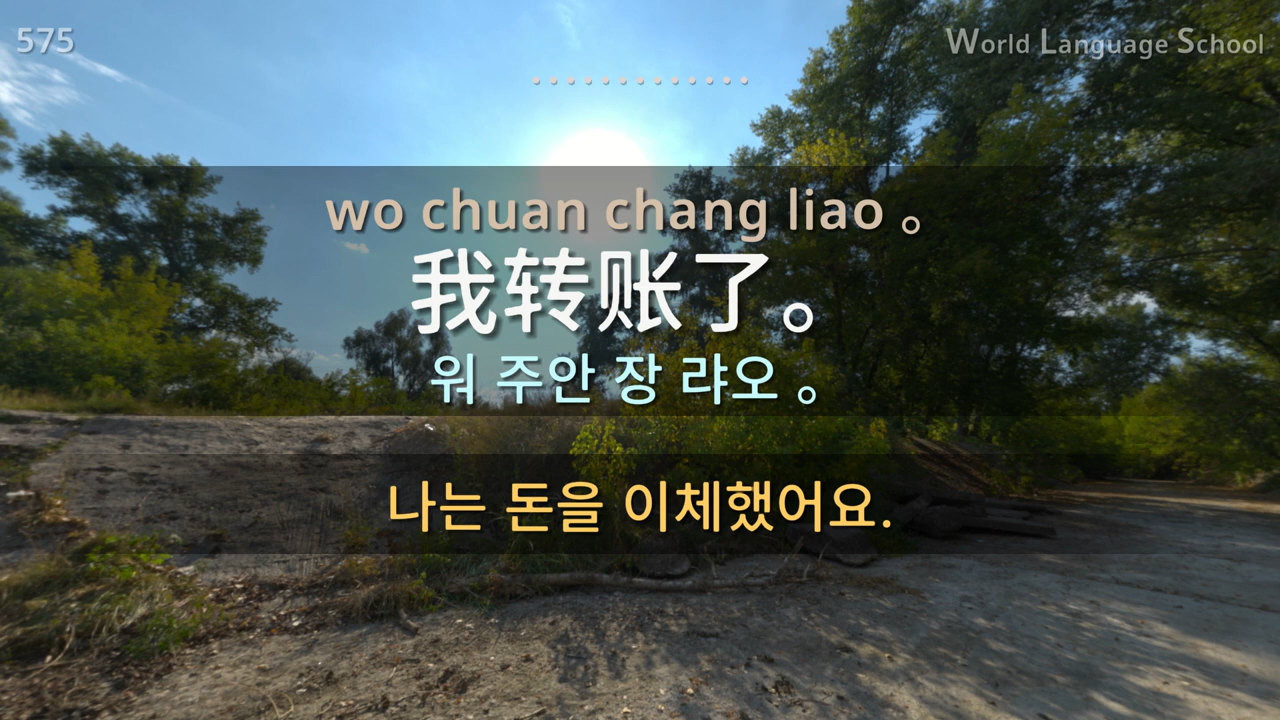 575
World Language School
wo chuan chang liao 。
我转账了。
워 주안 장 랴오 。
나는 돈을 이체했어요.